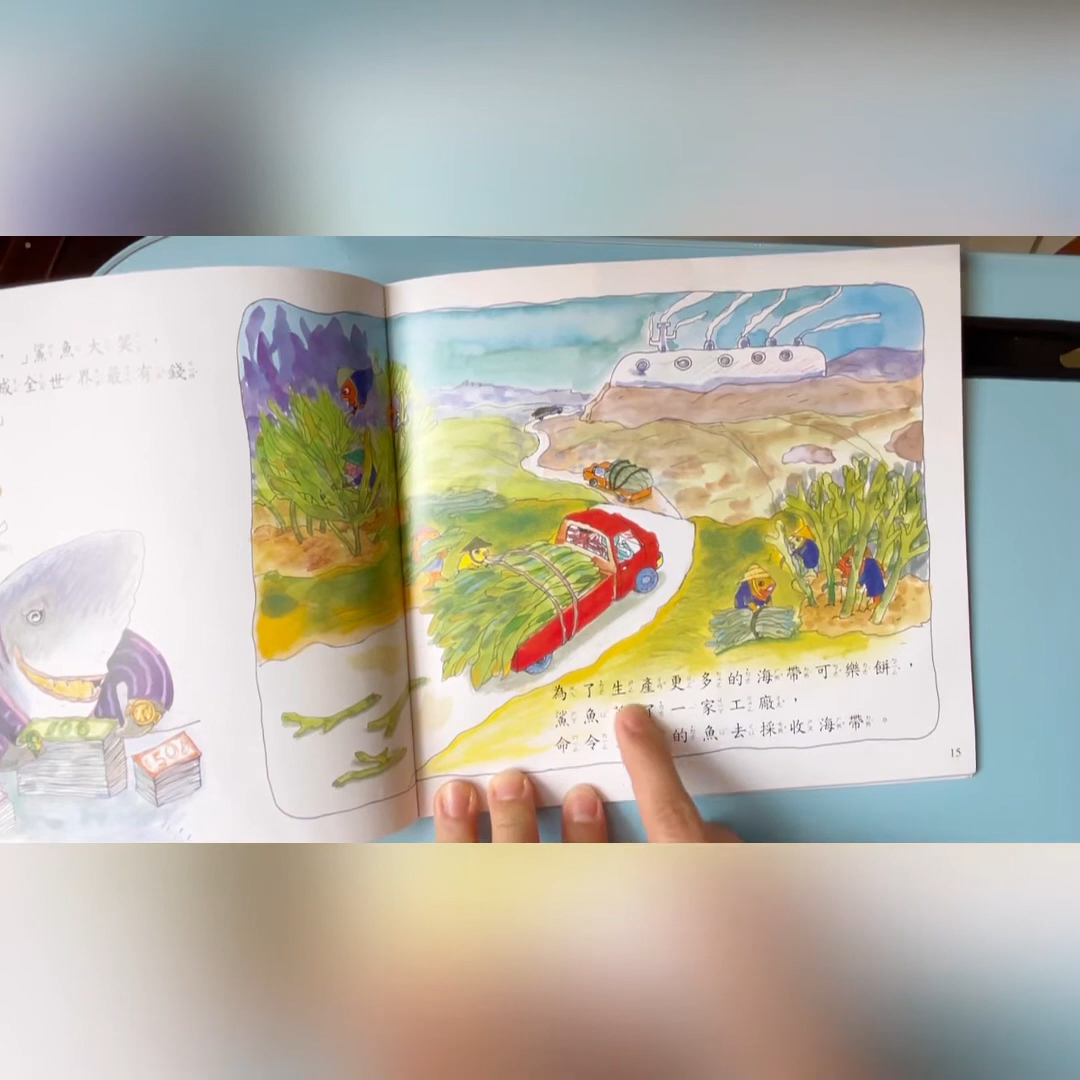 ，」鯊魚大笑，
成全世界最有錢
100
50
為了生產更多的海帶可樂餅，
鯊魚 了一家工廠，
命令 的魚去採收海帶。
15